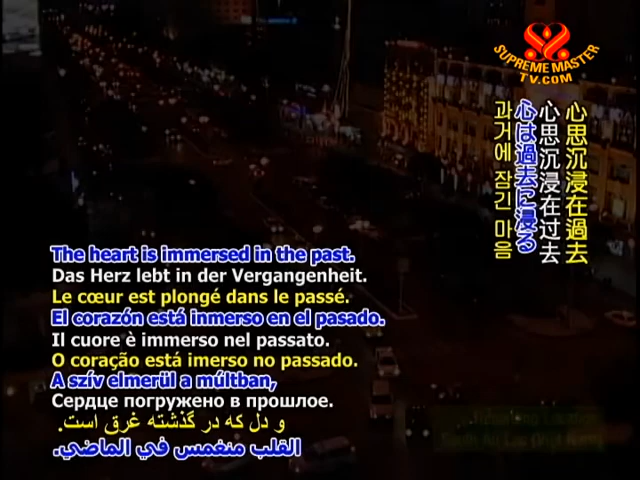 SUPREME MASTER
TV.COM
心思沉浸在過去
心思沉浸在过去
心は過去に浸る
과거에 잠긴 마음
The heart is immersed in the past.
Das Herz lebt in der Vergangenheit.
Le cœur est plongé dans le passé.
El corazón está inmerso en el pasado.
Il cuore è immerso nel passato.
O coração está imerso no passado.
A szív elmerül a múltban,
Сердце погружено в прошлое.
و دل که در گذشته غرق است.
القلب منغمس في الماضي.